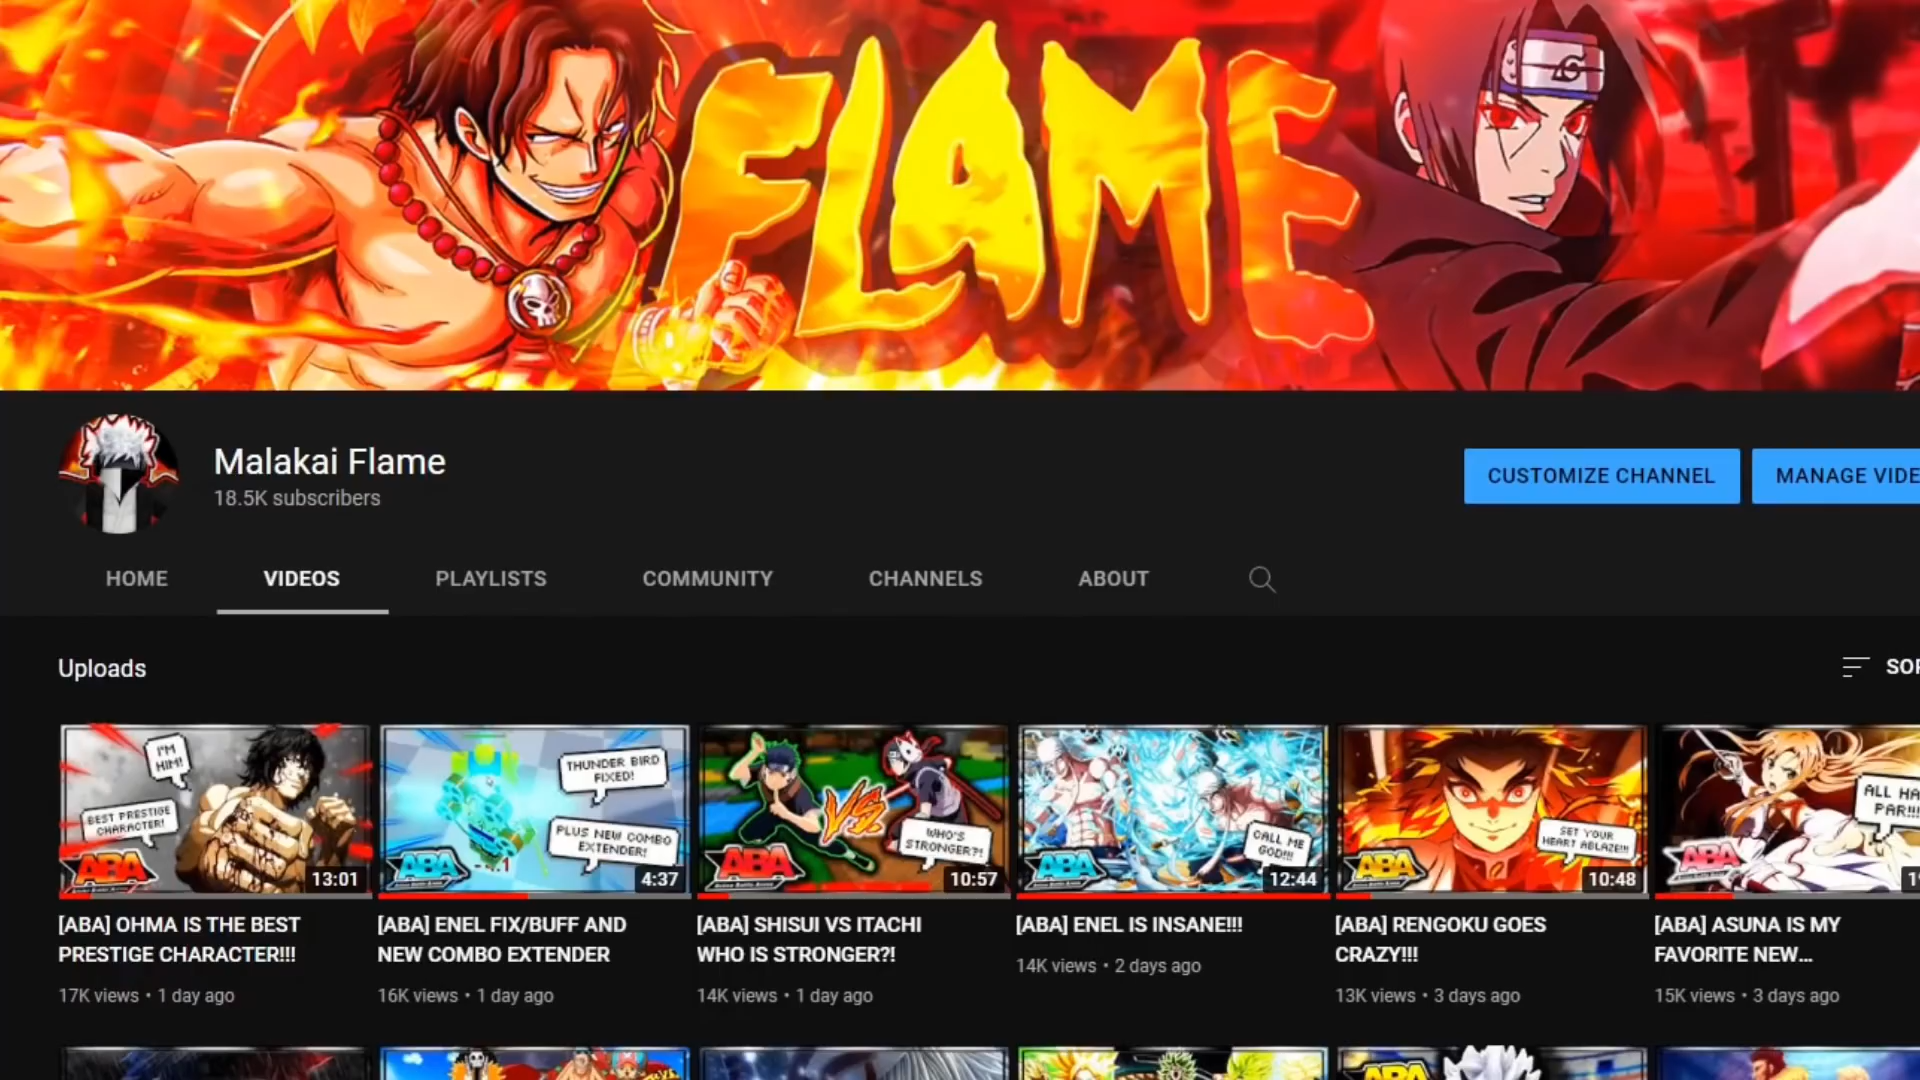 FLAME
Malakai Flame
18.5K subscribers
CUSTOMIZE CHANNEL
MANAGE VIDE
HOME
VIDEOS
PLAYLISTS
COMMUNITY
CHANNELS
ABOUT
Uploads
SOR
I'M
HIM!
BEST PRESTIGE
CHARACTER!
ABA
13:01
THUNDER BIRD
FIXED!
PLUS NEW COMBO
EXTENDER!
ABA
4:37
VS.
WHO'S
STRONGER?!
ABA
10:57
CALL ME
GOD!!!
ABA
12:44
SET YOUR
HEART ABLAZE!!!
ABA
10:48
ALL HA
PAR!!!
ABA
[ABA] OHMA IS THE BEST
PRESTIGE CHARACTER!!!
17K views • 1 day ago
[ABA] ENEL FIX/BUFF AND
NEW COMBO EXTENDER
16K views • 1 day ago
[ABA] SHISUI VS ITACHI
WHO IS STRONGER?!
14K views • 1 day ago
[ABA] ENEL IS INSANE!!!
14K views • 2 days ago
[ABA] RENGOKU GOES
CRAZY!!!
13K views • 3 days ago
[ABA] ASUNA IS MY
FAVORITE NEW...
15K views • 3 days ago
ABA